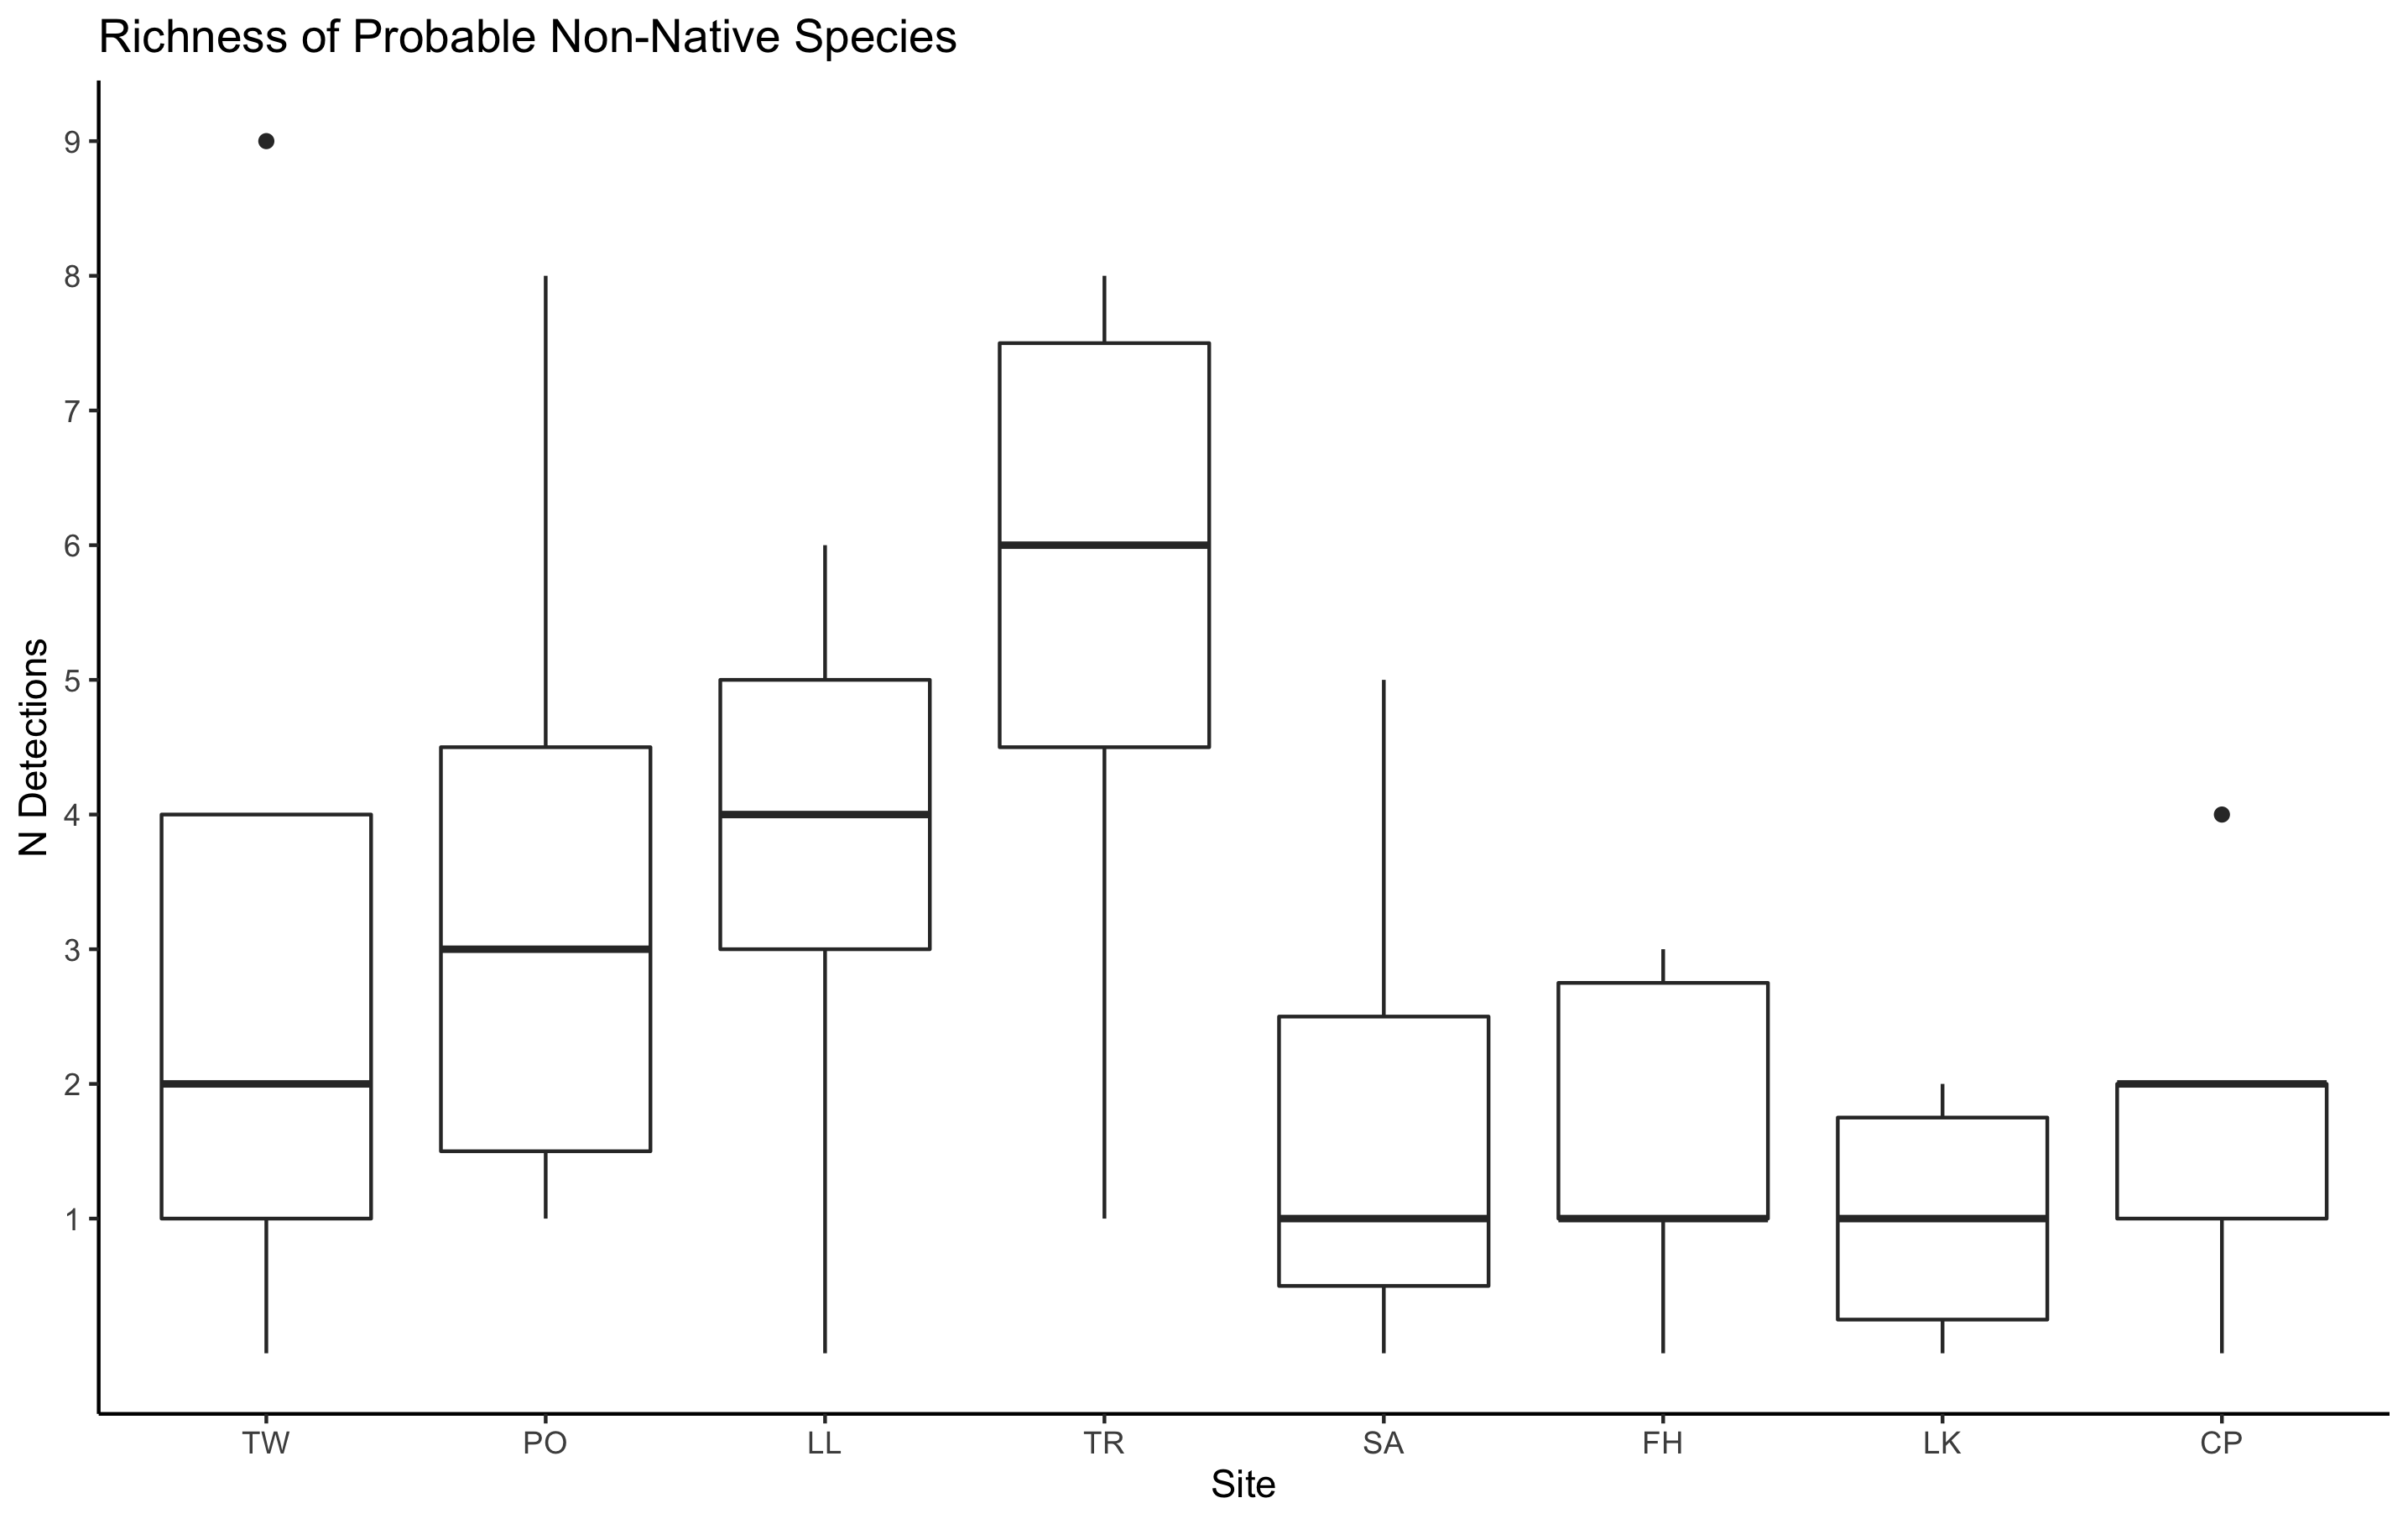 Richness of Probable Non-Native Species
N Detections
9
8
7
6
5
4
3
2
1
TW PO LL TR SA FH LK CP
Site